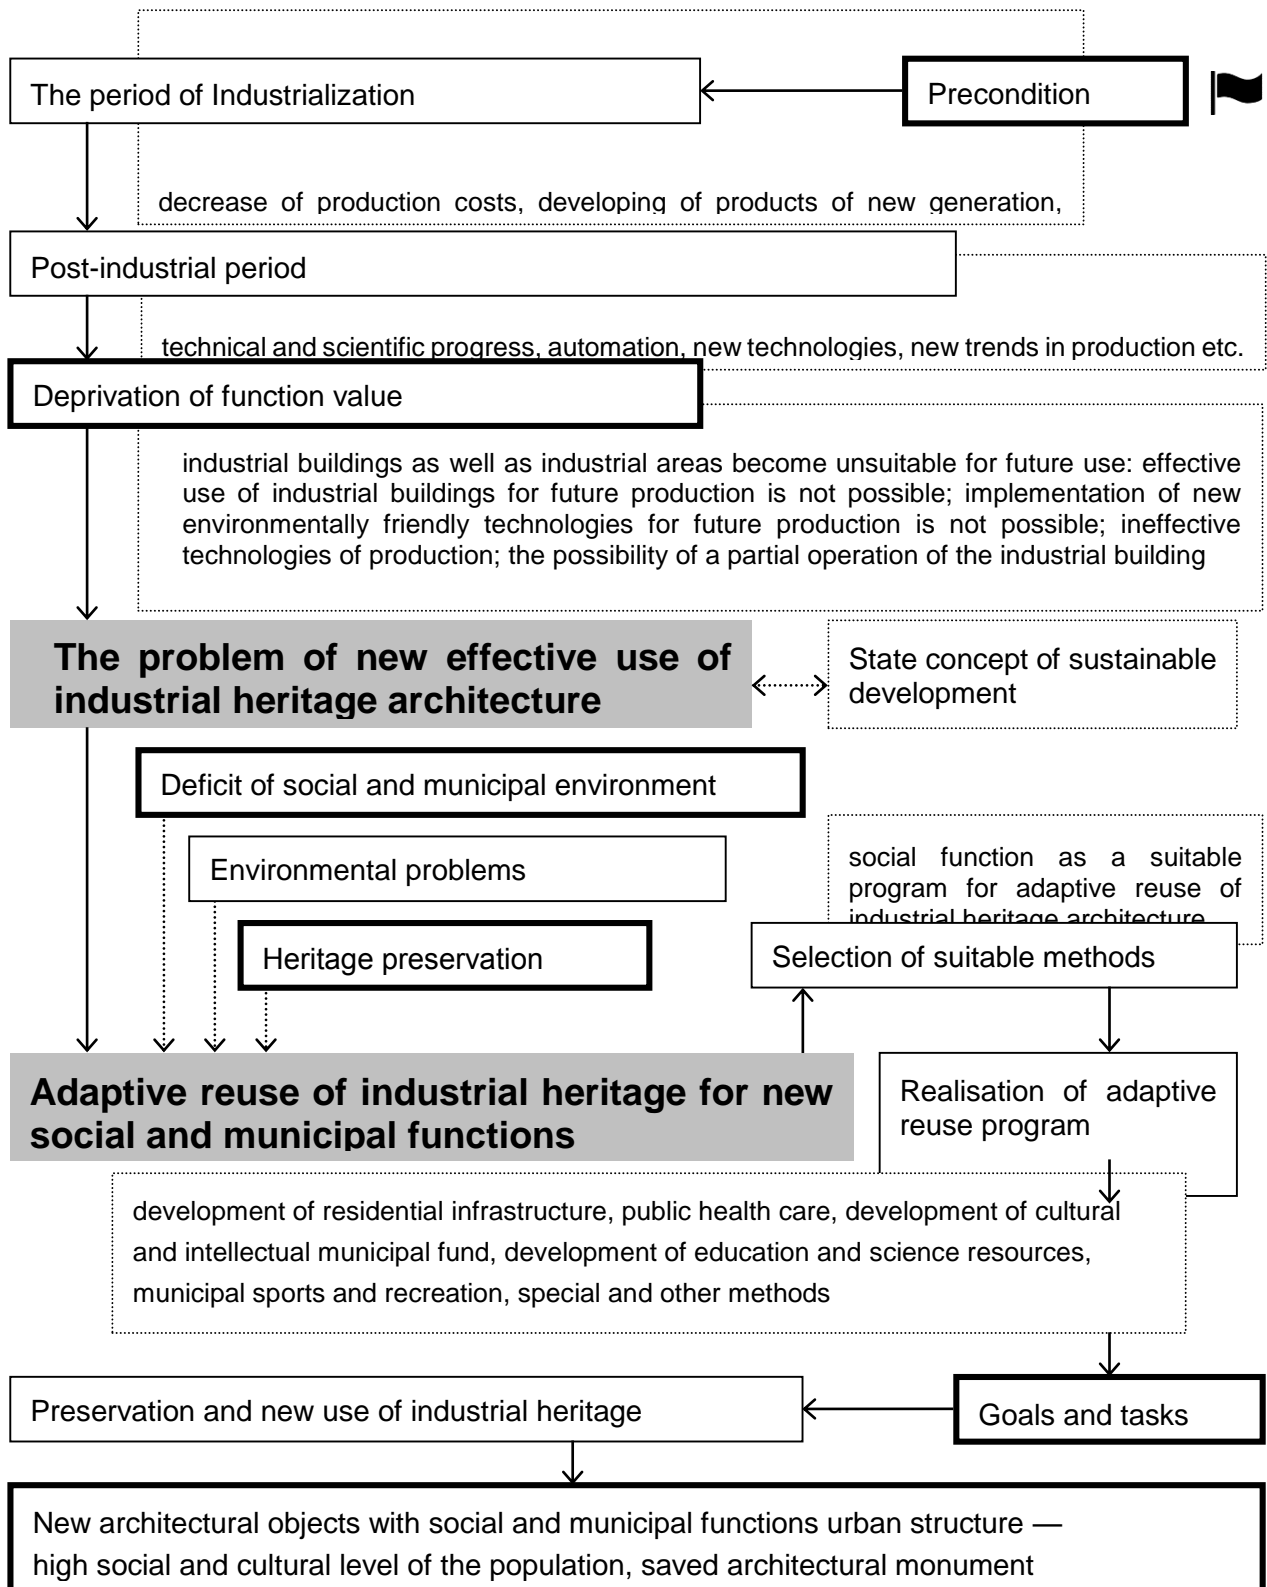 The period of Industrialization
Precondition
decrease of production costs, developing of products of new generation,
Post-industrial period
technical and scientific progress, automation, new technologies, new trends in production etc.
Deprivation of function value
industrial buildings as well as industrial areas become unsuitable for future use: effective
use of industrial buildings for future production is not possible; implementation of new
environmentally friendly technologies for future production is not possible; ineffective
technologies of production; the possibility of a partial operation of the industrial building
The problem of new effective use of
industrial heritage architecture
State concept of sustainable
development
Deficit of social and municipal environment
Environmental problems
Heritage preservation
social function as a suitable
program for adaptive reuse of
industrial heritage architecture
Selection of suitable methods
Adaptive reuse of industrial heritage for new
social and municipal functions
Realisation of adaptive
reuse program
development of residential infrastructure, public health care, development of cultural
and intellectual municipal fund, development of education and science resources,
municipal sports and recreation, special and other methods
Preservation and new use of industrial heritage
Goals and tasks
New architectural objects with social and municipal functions urban structure —
high social and cultural level of the population, saved architectural monument